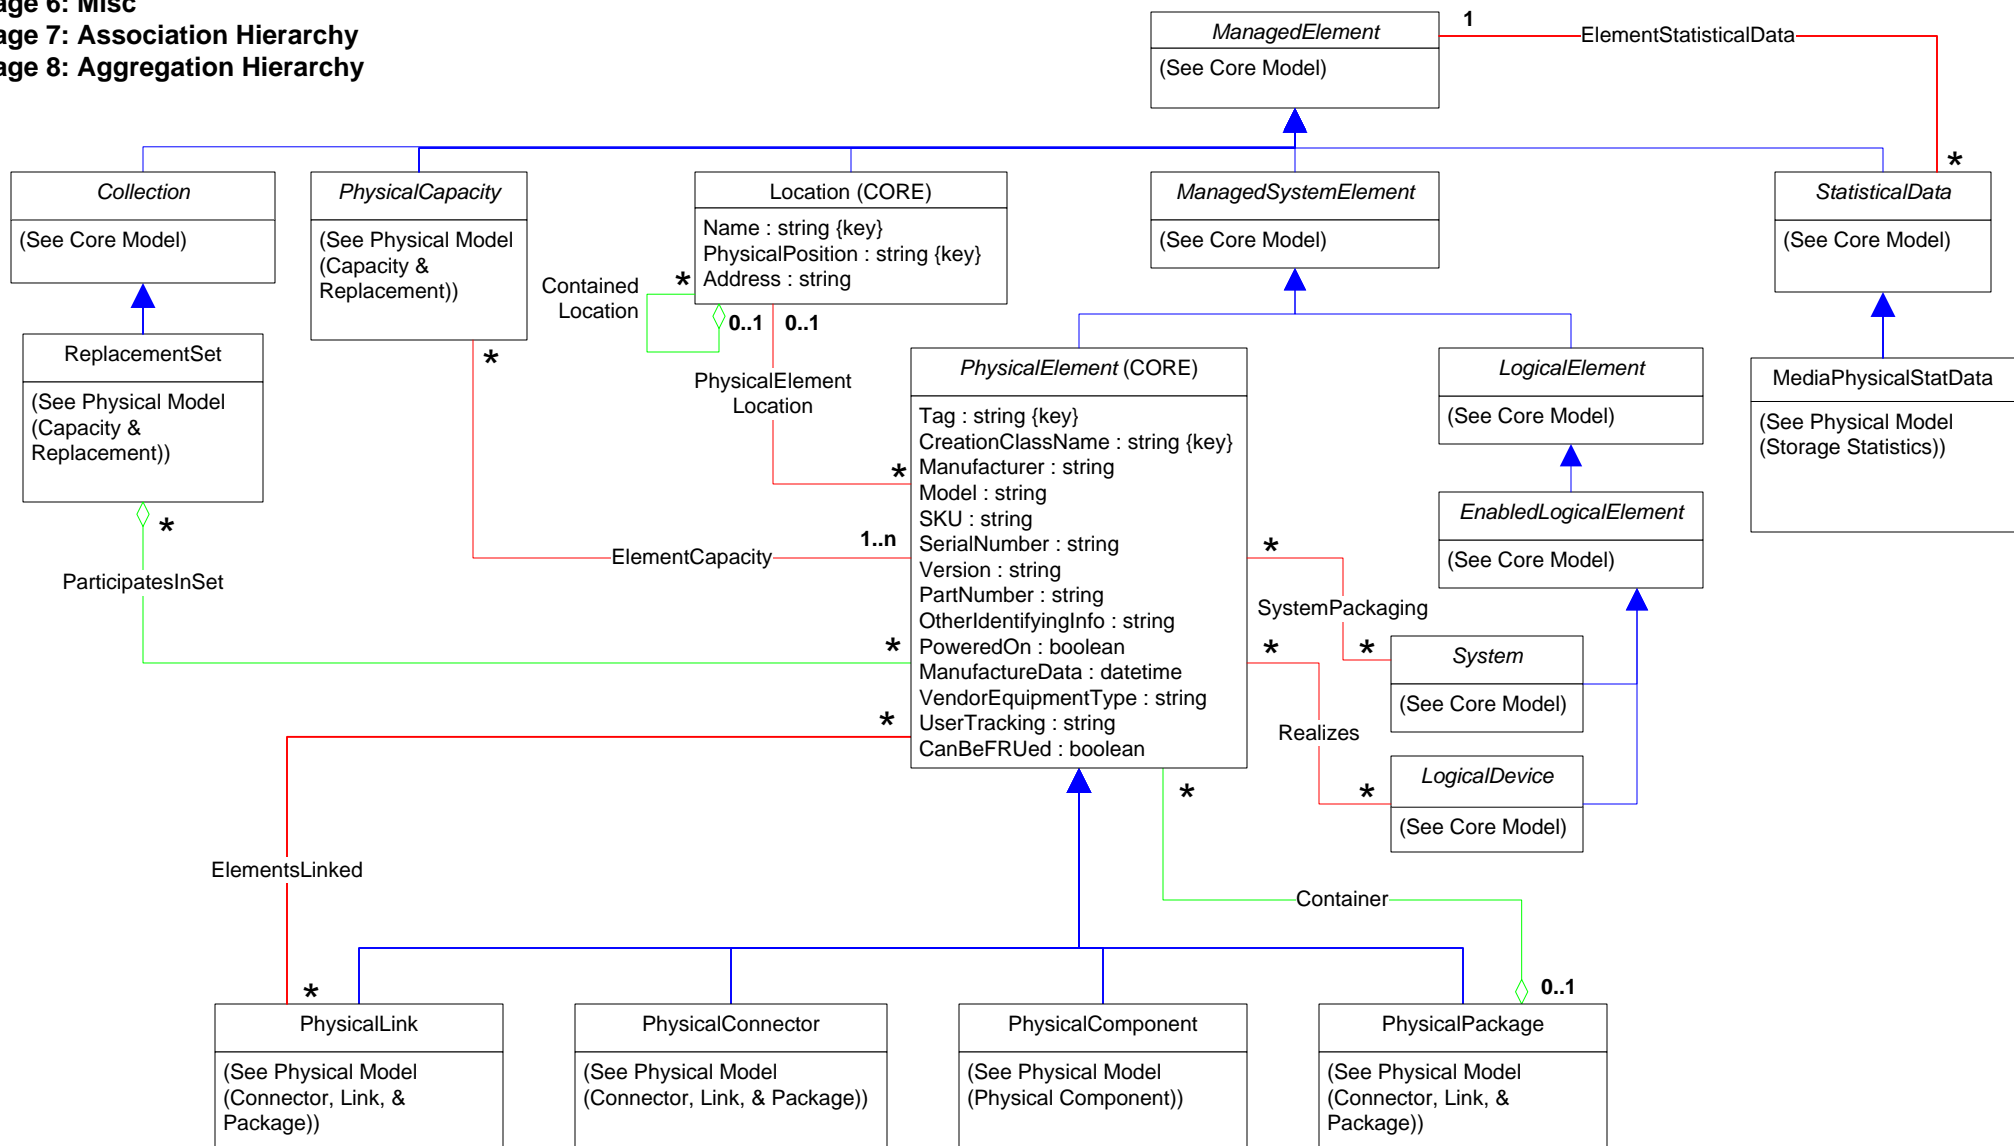 age 6: Misc
age 7: Association Hierarchy
age 8: Aggregation Hierarchy
ManagedElement
(See Core Model)
1
ElementStatisticalData
*
Collection
(See Core Model)
PhysicalCapacity
(See Physical Model
(Capacity &
Replacement))
*
Location (CORE)
Name : string {key}
PhysicalPosition : string {key}
Address : string
Contained
Location
*
0..1
0..1
ManagedSystemElement
(See Core Model)
StatisticalData
(See Core Model)
ReplacementSet
(See Physical Model
(Capacity &
Replacement))
*
ParticipatesInSet
*
PhysicalElement
Location
*
ElementCapacity
1..n
PhysicalElement (CORE)
Tag : string {key}
CreationClassName : string {key}
Manufacturer : string
Model : string
SKU : string
SerialNumber : string
Version : string
PartNumber : string
OtherIdentifyingInfo : string
PoweredOn : boolean
ManufactureData : datetime
VendorEquipmentType : string
UserTracking : string
CanBeFRUed : boolean
LogicalElement
(See Core Model)
MediaPhysicalStatData
(See Physical Model
(Storage Statistics))
EnabledLogicalElement
(See Core Model)
*
SystemPackaging
*
System
(See Core Model)
*
Realizes
*
LogicalDevice
(See Core Model)
*
ElementsLinked
*
*
Container
0..1
PhysicalLink
(See Physical Model
(Connector, Link, &
Package))
PhysicalConnector
(See Physical Model
(Connector, Link, & Package))
PhysicalComponent
(See Physical Model
(Physical Component))
PhysicalPackage
(See Physical Model
(Connector, Link, &
Package))